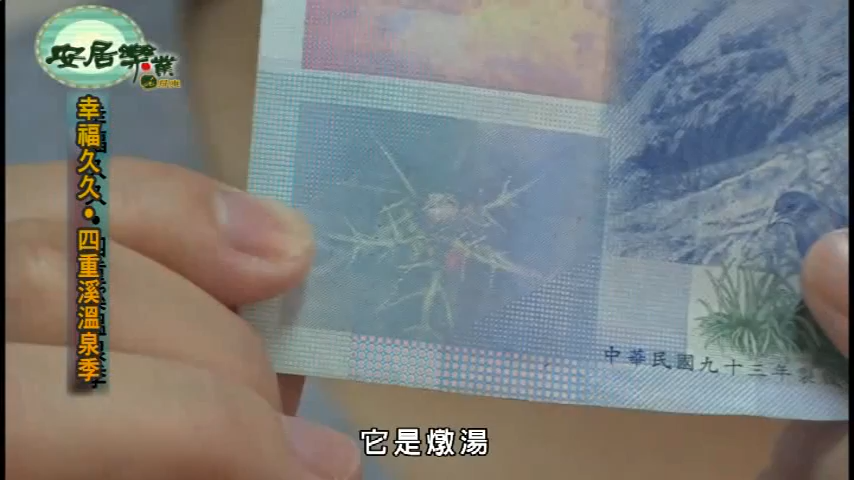 安居樂業
幸福久久•四重溪溫泉季
中華民國九十三年製
它是燉湯